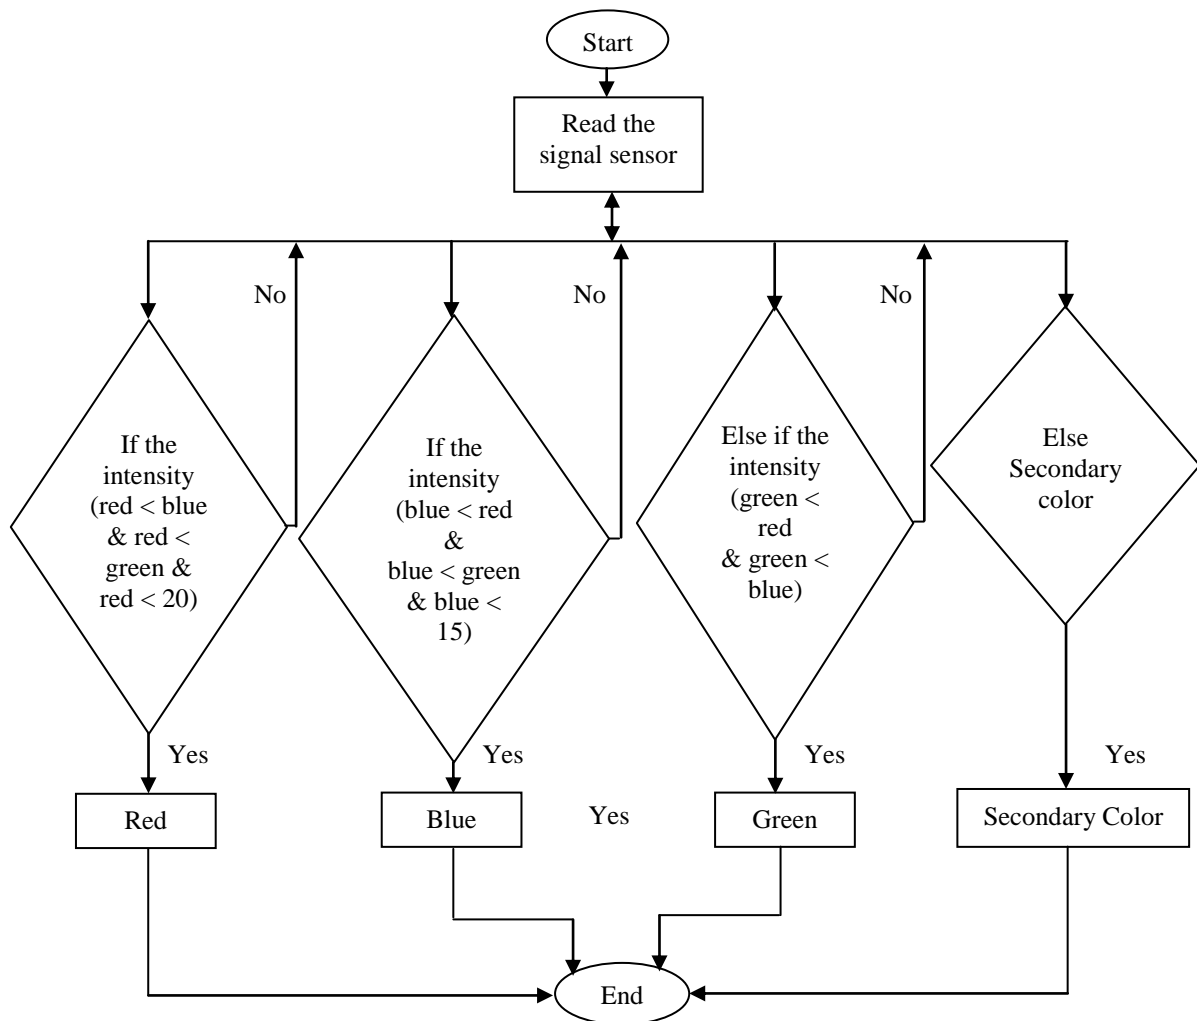 Start
Read the
signal sensor
No
No
No
If the
intensity
(red < blue
& red <
green &
red < 20)
If the
intensity
(blue < red
&
blue < green
& blue <
15)
Else if the
intensity
(green <
red
& green <
blue)
Else
Secondary
color
Yes
Yes
Yes
Yes
Red
Blue
Yes
Green
Secondary Color
End